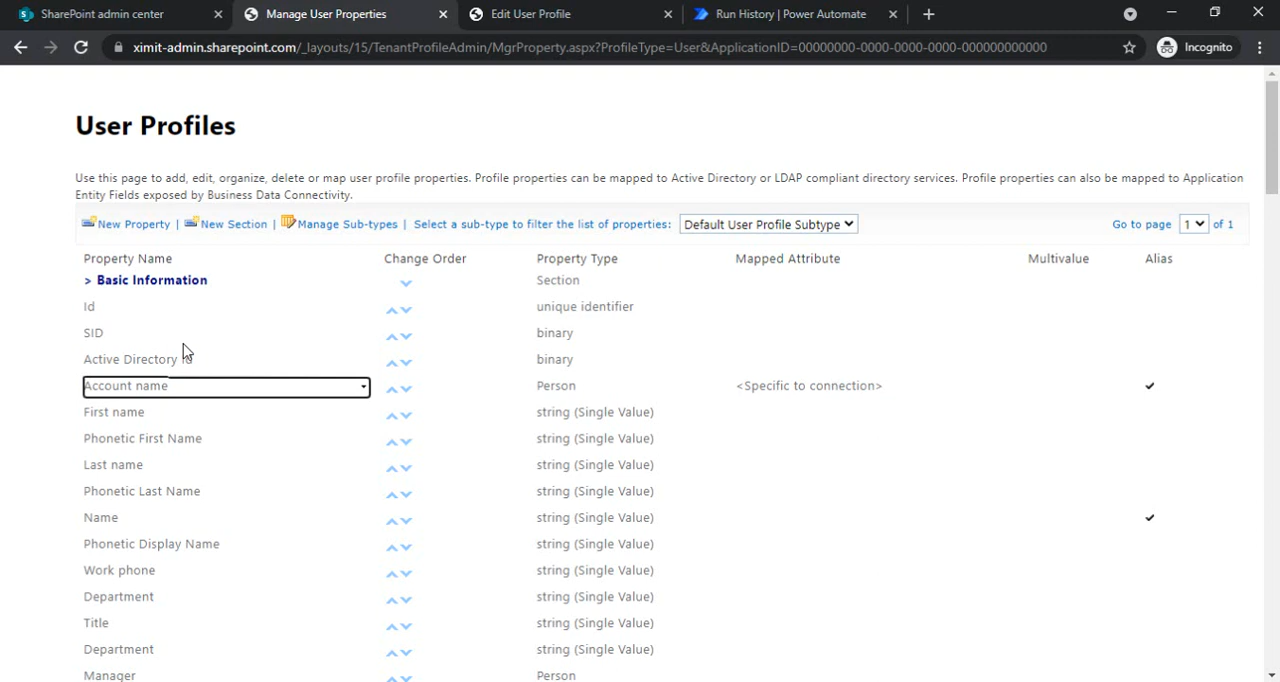 SharePoint admin center
Manage User Properties
Edit User Profile
Run History | Power Automate
ximit-admin.sharepoint.com/_layouts/15/TenantProfileAdmin/MgrProperty.aspx?ProfileType=User&ApplicationID=00000000-0000-0000-0000-000000000000
Incognito
User Profiles
Use this page to add, edit, organize, delete or map user profile properties. Profile properties can be mapped to Active Directory or LDAP compliant directory services. Profile properties can also be mapped to Application
Entity Fields exposed by Business Data Connectivity.
New Property | New Section | Manage Sub-types | Select a sub-type to filter the list of properties: Default User Profile Subtype Go to page 1 of 1
Property Name Change Order Property Type Mapped Attribute Multivalue Alias
> Basic Information Section
Id unique identifier
SID binary
Active Directory Id binary
Account name Person <Specific to connection>
First name string (Single Value)
Phonetic First Name string (Single Value)
Last name string (Single Value)
Phonetic Last Name string (Single Value)
Name string (Single Value)
Phonetic Display Name string (Single Value)
Work phone string (Single Value)
Department string (Single Value)
Title string (Single Value)
Department string (Single Value)
Manager Person